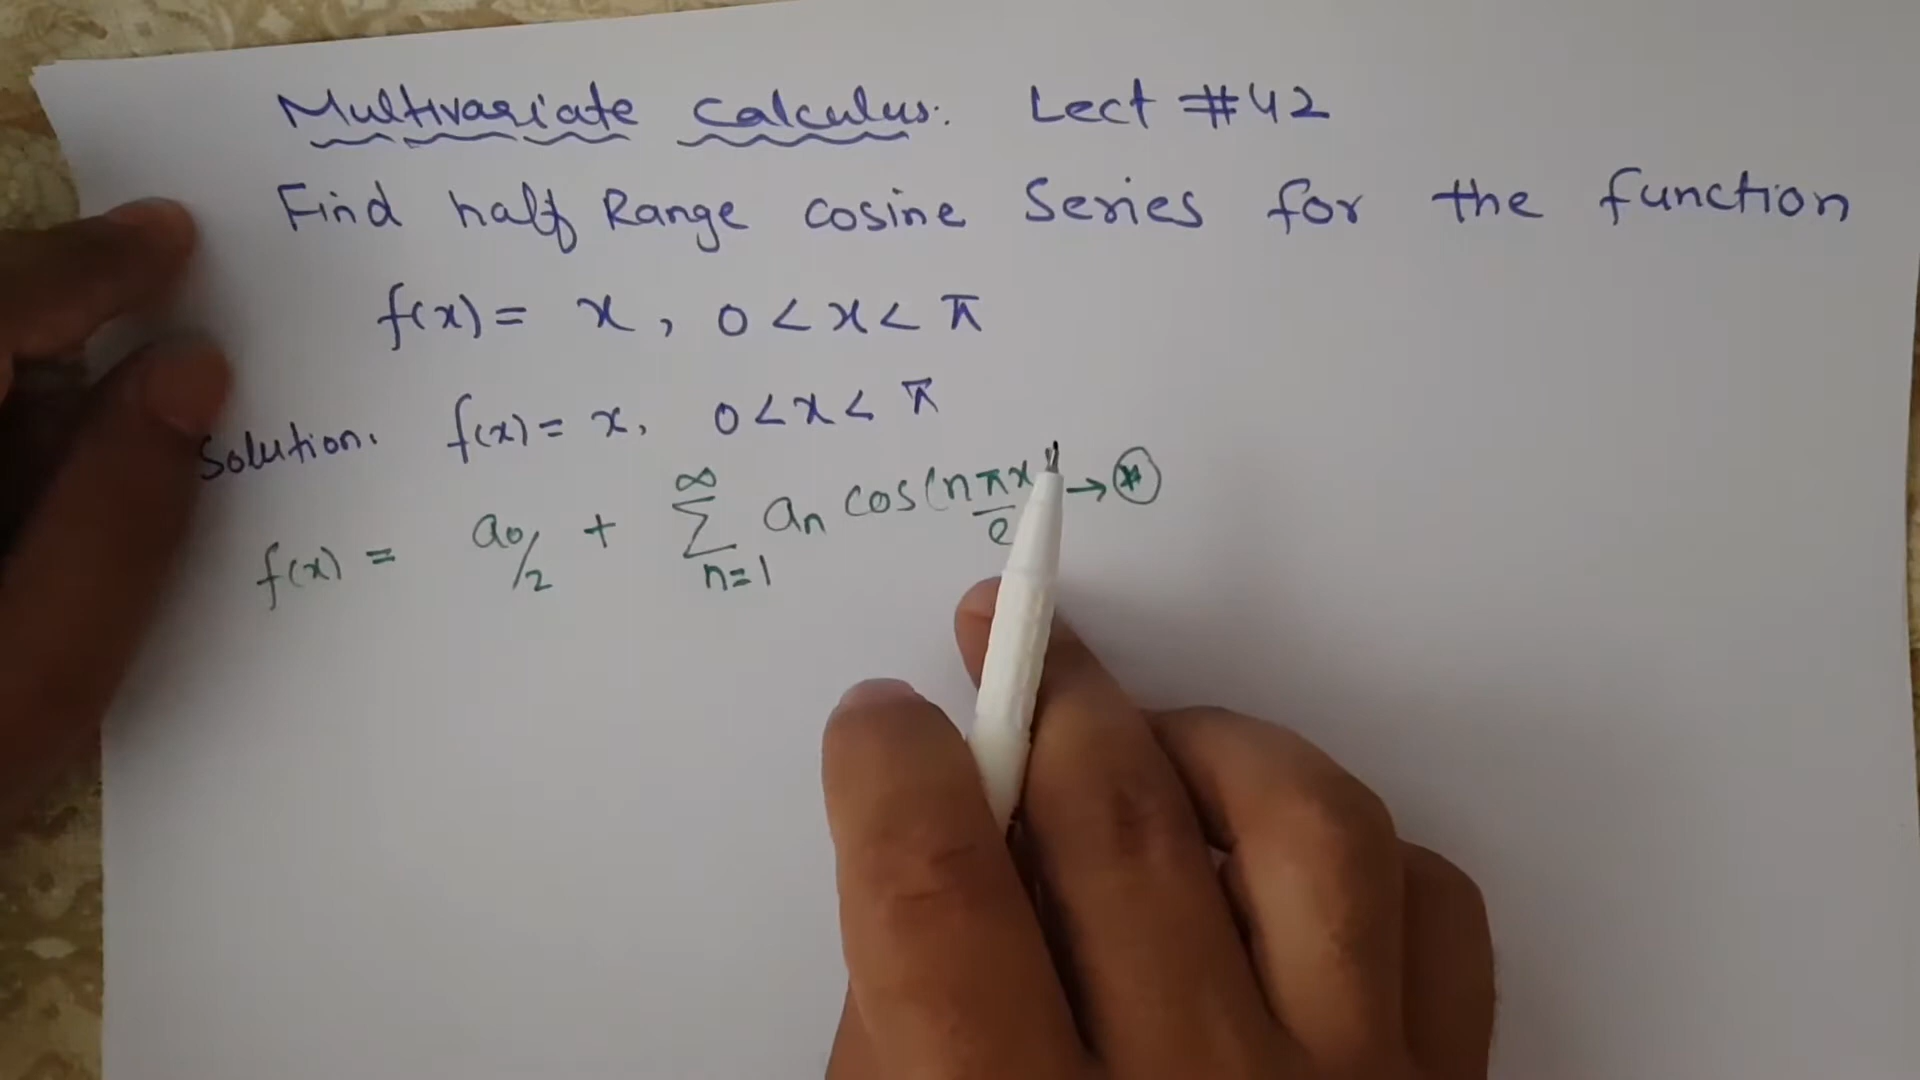 Multivariate Calculus. Lect #42
Find half Range cosine Series for the function
f(x) = x, 0 < x < π
Solution. f(x) = x, 0 < x < π
f(x) = a₀/2 + ∑_{n=1}^{∞} aₙ cos(nπx/ℓ → (*)